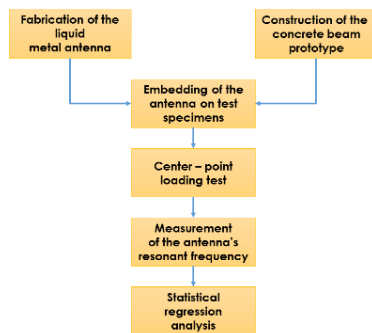 Fabrication of the
liquid
metal antenna
Construction of the
concrete beam
prototype
Embedding of the
antenna on test
specimens
Center – point
loading test
Measurement
of the antenna's
resonant frequency
Statistical
regression
analysis